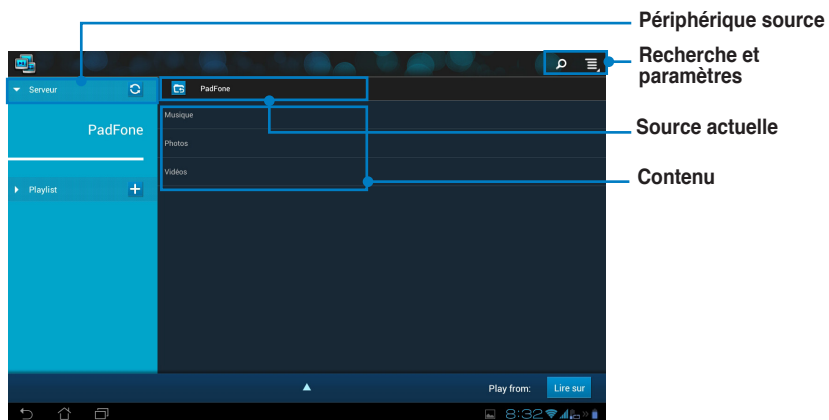 Périphérique source
Recherche et
paramètres
Serveur
PadFone
PadFone
Musique
Source actuelle
Photos
Vidéos
Contenu
Playlist
Play from:
Lire sur
8:32